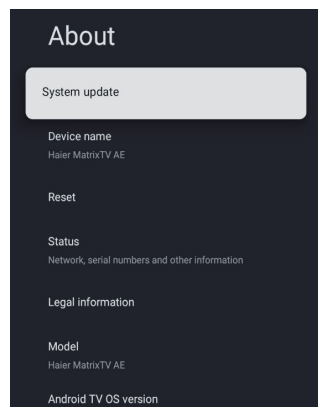 About
System update
Device name
Haier MatrixTV AE
Reset
Status
Network, serial numbers and other information
Legal information
Model
Haier MatrixTV AE
Android TV OS version